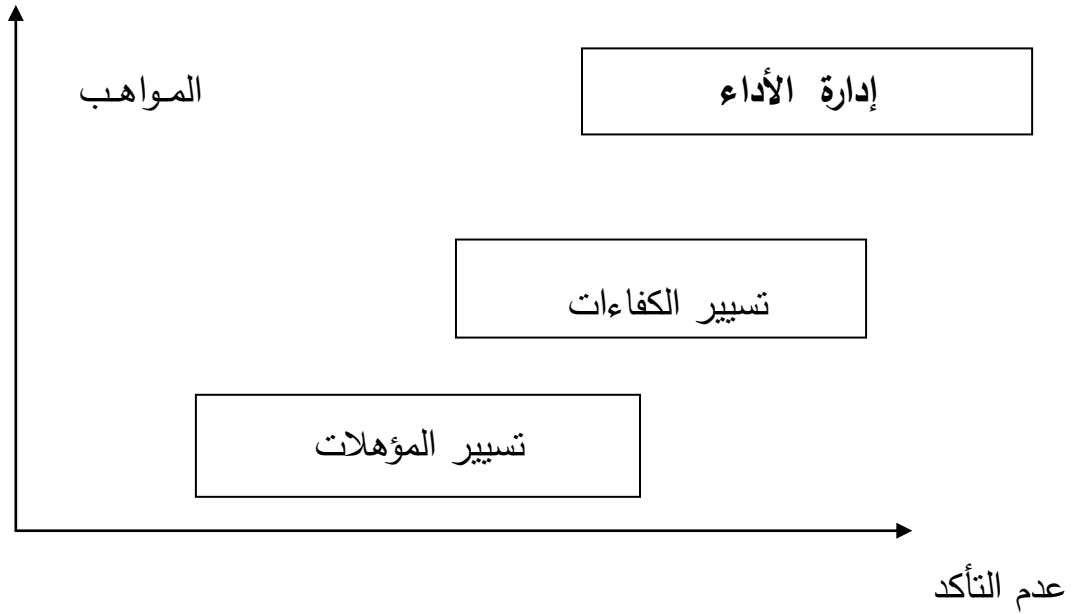 إدارة الأداء
المواهب
تسيير الكفاءات
تسيير المؤهلات
عدم التأكد